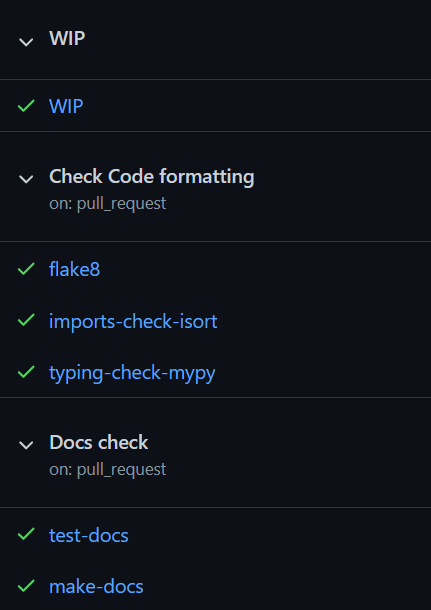 WIP
WIP
Check Code formatting
on: pull_request
flake8
imports-check-isort
typing-check-mypy
Docs check
on: pull_request
test-docs
make-docs